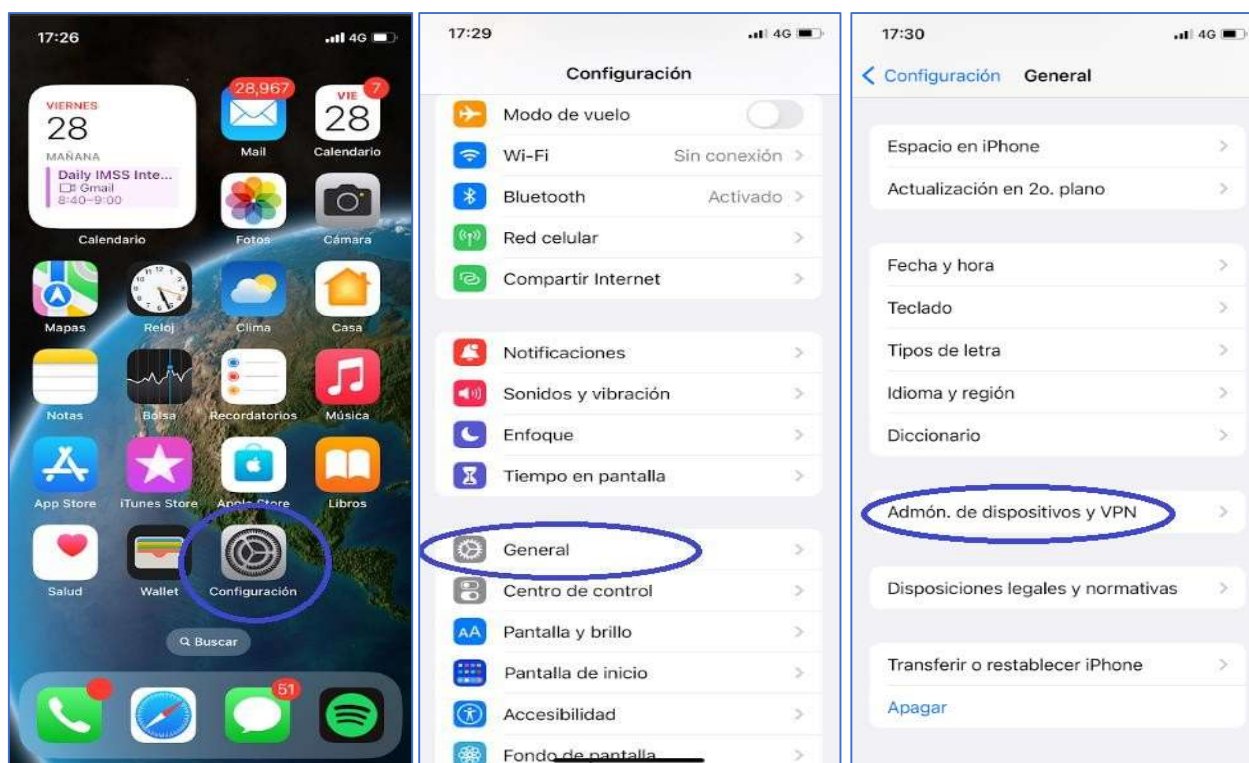 17:26
4G
VIERNES
28
MAÑANA
Daily IMSS Inte...
Gmail
8:40-9:00
Calendario
28,967
Mail
VIE
7
28
Calendario
Fotos
Cámara
Mapas
Reloj
Clima
Casa
Notas
Bolsa
Recordatorios
Música
App Store
iTunes Store
Apple Store
Libros
Salud
Wallet
Configuración
Buscar
51
17:29
4G
Configuración
Modo de vuelo
Wi-Fi Sin conexión
Bluetooth Activado
Red celular
Compartir Internet
Notificaciones
Sonidos y vibración
Enfoque
Tiempo en pantalla
General
Centro de control
AA Pantalla y brillo
Pantalla de inicio
Accesibilidad
Fondo de pantalla
17:30
4G
Configuración General
Espacio en iPhone
Actualización en 2o. plano
Fecha y hora
Teclado
Tipos de letra
Idioma y región
Diccionario
Admón. de dispositivos y VPN
Disposiciones legales y normativas
Transferir o restablecer iPhone
Apagar